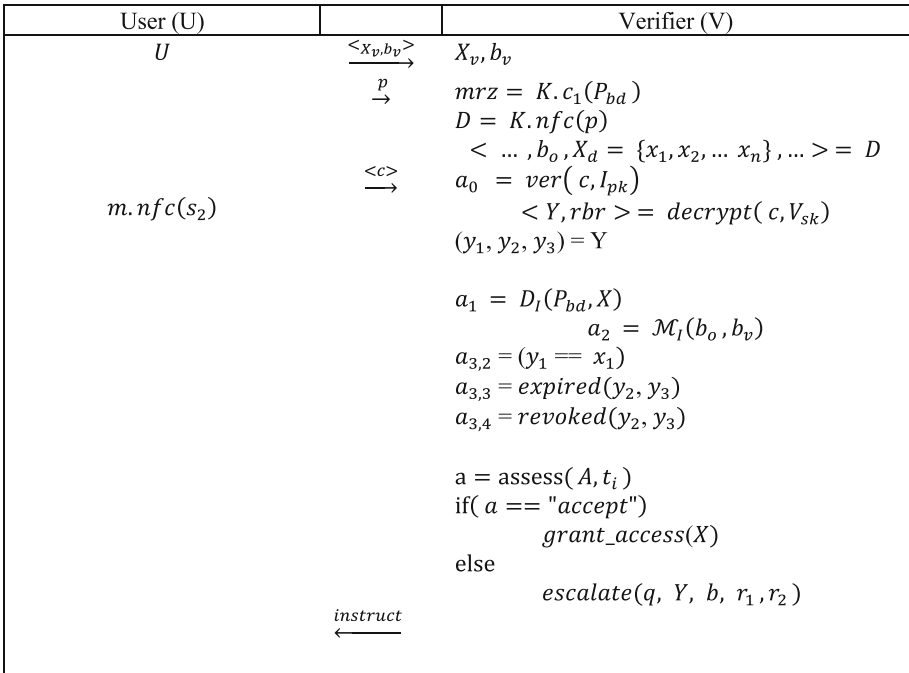 User (U) Verifier (V)
U <X_v,b_v> → X_v, b_v
p → mrz = K.c_1(P_bd)
D = K.nfc(p)
< … , b_o , X_d = {x_1, x_2, … x_n} , … > = D
<c> → a_0 = ver( c, I_pk)
m.nfc(s_2) < Y, rbr > = decrypt( c, V_sk)
(y_1, y_2, y_3) = Y
a_1 = D_I(P_bd, X)
a_2 = ℳ_I(b_o , b_v)
a_3,2 = (y_1 == x_1)
a_3,3 = expired(y_2, y_3)
a_3,4 = revoked(y_2, y_3)
a = assess( A, t_i )
if( a == "accept")
grant_access(X)
else
escalate(q, Y, b, r_1 , r_2 )
instruct ←